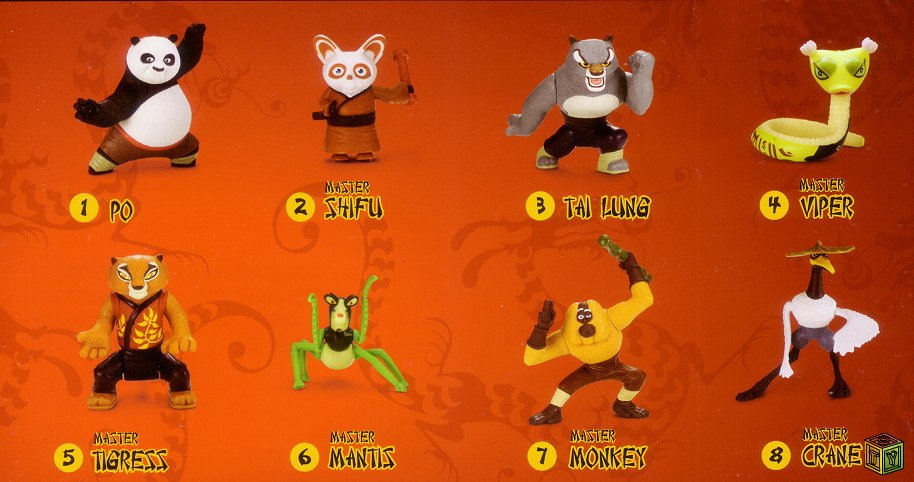 1 PO
2 MASTER SHIFU
3 TAI LUNG
4 MASTER VIPER
5 MASTER TIGRESS
6 MASTER MANTIS
7 MASTER MONKEY
8 MASTER CRANE